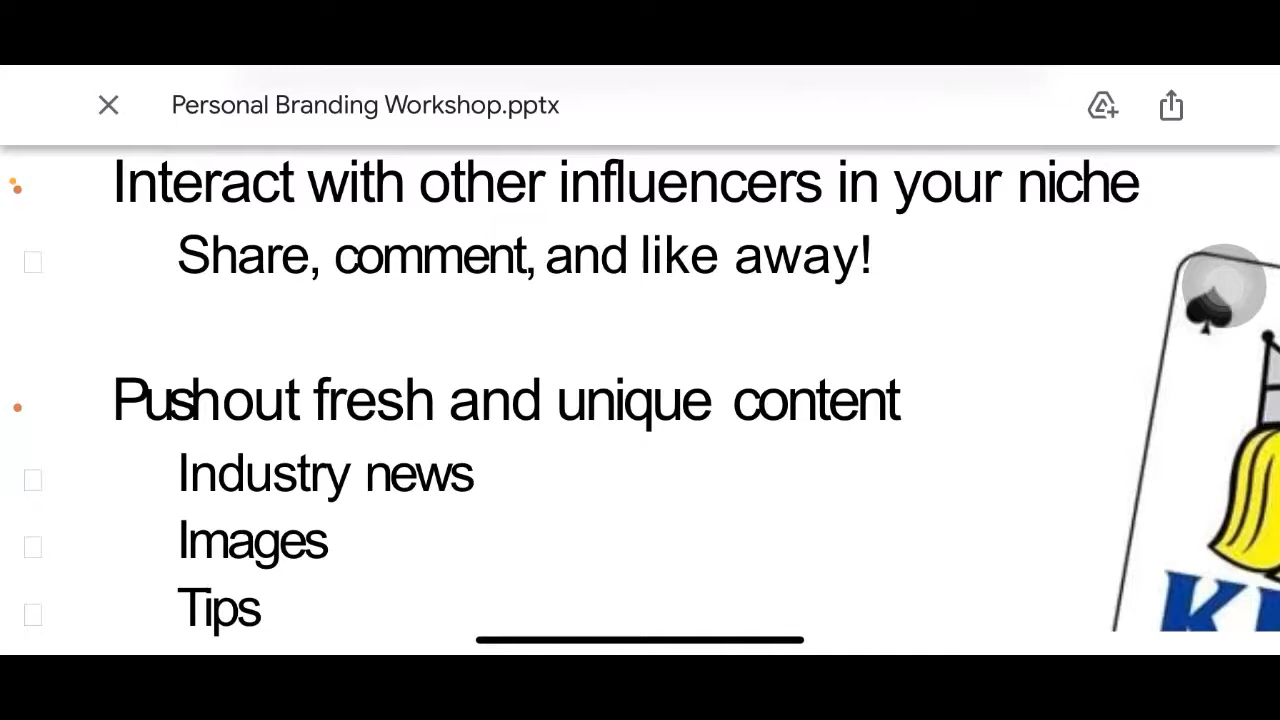 Personal Branding Workshop.pptx
Interact with other influencers in your niche
Share, comment, and like away!
Pushout fresh and unique content
Industry news
Images
Tips